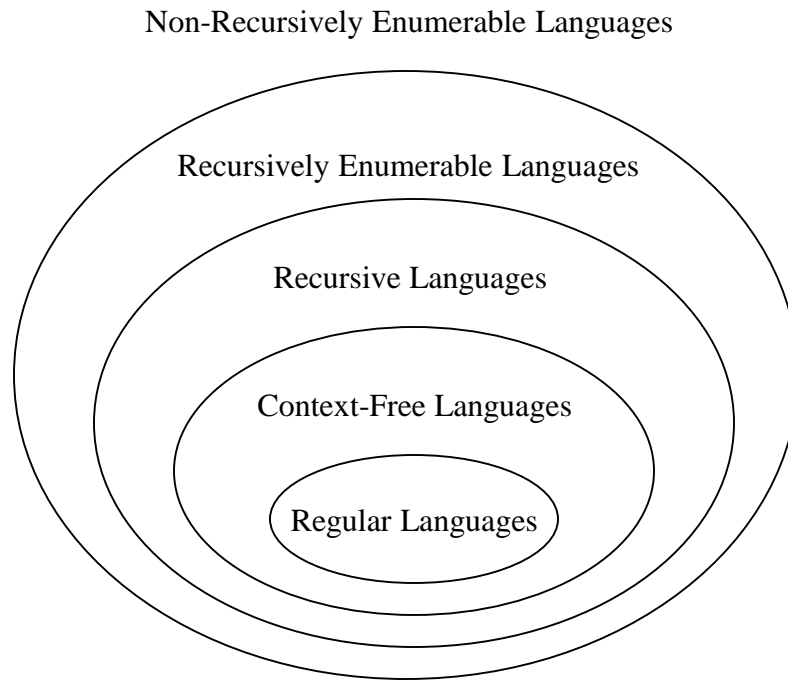 Non-Recursively Enumerable Languages
Recursively Enumerable Languages
Recursive Languages
Context-Free Languages
Regular Languages